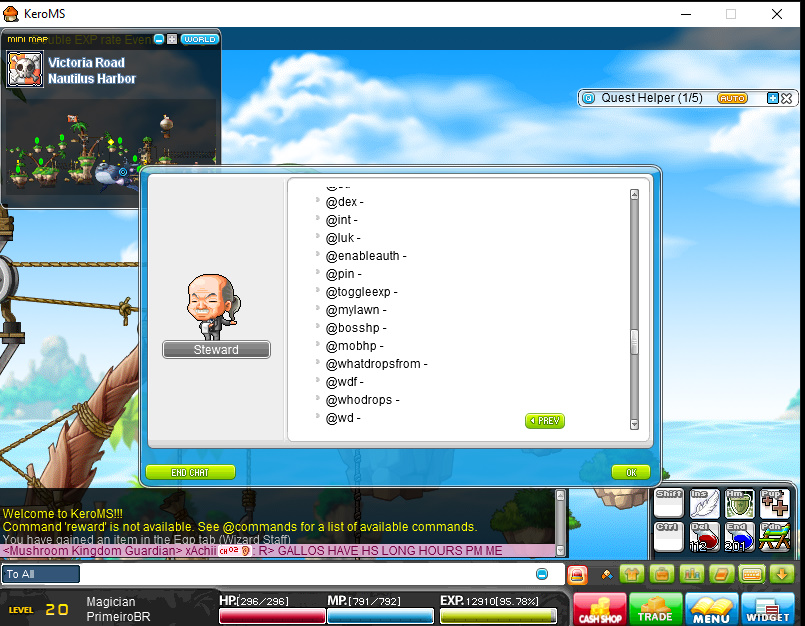 KeroMS
MINI MAP
Double EXP rate Event
WORLD
Victoria Road
Nautilus Harbor
Quest Helper (1/5)
AUTO
@dex -
@int -
@luk -
@enableauth -
@pin -
@toggleexp -
@mylawn -
@bosshp -
@mobhp -
@whatdropsfrom -
@wdf -
@whodrops -
@wd -
Steward
PREV
END CHAT
OK
Welcome to KeroMS!!!
Command 'reward' is not available. See @commands for a list of available commands.
You have gained an item in the Eqp tab (Wizard Staff)
<Mushroom Kingdom Guardian> xAchii CH 02 : R> GALLOS HAVE HS LONG HOURS PM ME
Shift Ins Hm Pup
Ctrl Del End Pdn
112 201
To All
LEVEL 20
Magician
PrimeiroBR
HP.[296/296]
MP.[791/792]
EXP. 12910[95.78%]
CASH SHOP
TRADE
MENU
WIDGET